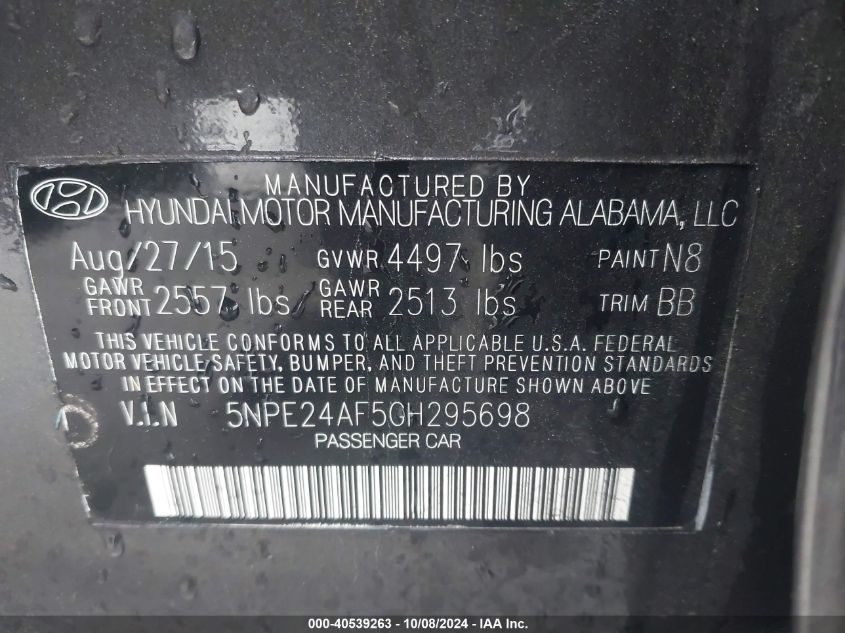 MANUFACTURED BY
HYUNDAI MOTOR MANUFACTURING ALABAMA, LLC
Aug/27/15 GVWR 4497 lbs PAINT N8
GAWR FRONT 2557 lbs GAWR REAR 2513 lbs TRIM BB
THIS VEHICLE CONFORMS TO ALL APPLICABLE U.S.A. FEDERAL
MOTOR VEHICLE SAFETY, BUMPER, AND THEFT PREVENTION STANDARDS
IN EFFECT ON THE DATE OF MANUFACTURE SHOWN ABOVE
V.I.N 5NPE24AF5GH295698
PASSENGER CAR
000-40539263 - 10/08/2024 - IAA Inc.